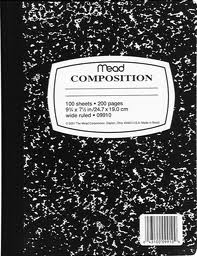 Mead
COMPOSITION
100 sheets • 200 pages
9¾ x 7½ in/24.7 x 19.0 cm
wide ruled • 09910